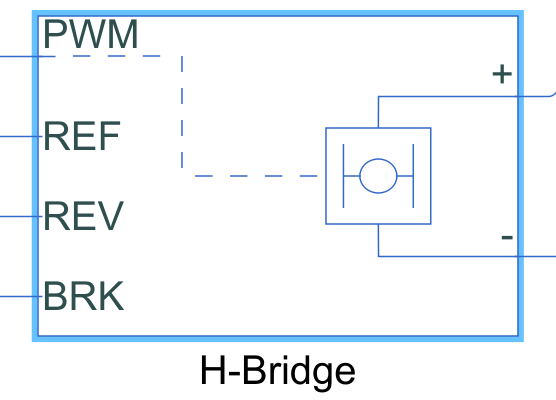 PWM
+
REF
REV
-
BRK
H-Bridge